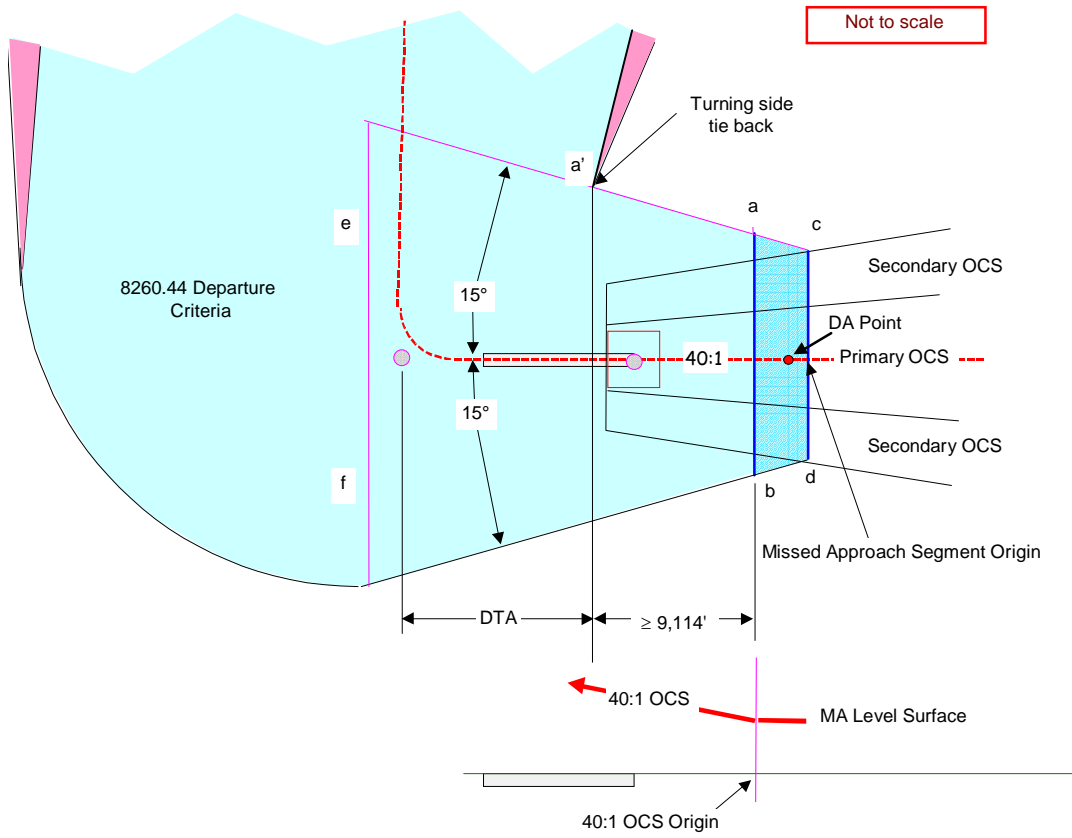 Not to scale
Turning side
tie back
a'
a
c
e
Secondary OCS
8260.44 Departure
Criteria
15°
DA Point
40:1
Primary OCS
15°
Secondary OCS
f
b
d
Missed Approach Segment Origin
DTA
≥ 9,114'
40:1 OCS
MA Level Surface
40:1 OCS Origin